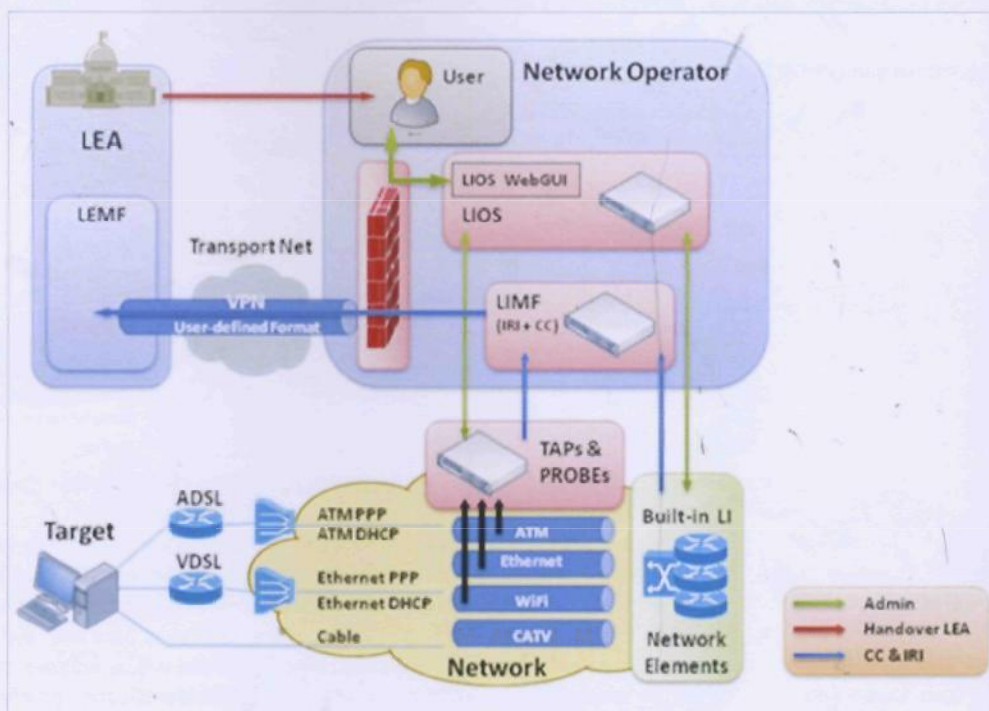 User
Network Operator
LEA
LIOS WebGUI
LIOS
LEMF
Transport Net
VPN
User-defined Format
LIMF
(IRI + CC)
TAPs &
PROBEs
ADSL
Target
ATM PPP
ATM DHCP
ATM
Built-in LI
VDSL
Ethernet
Ethernet PPP
Ethernet DHCP
WiFi
Cable
CATV
Network
Network
Elements
Admin
Handover LEA
CC & IRI